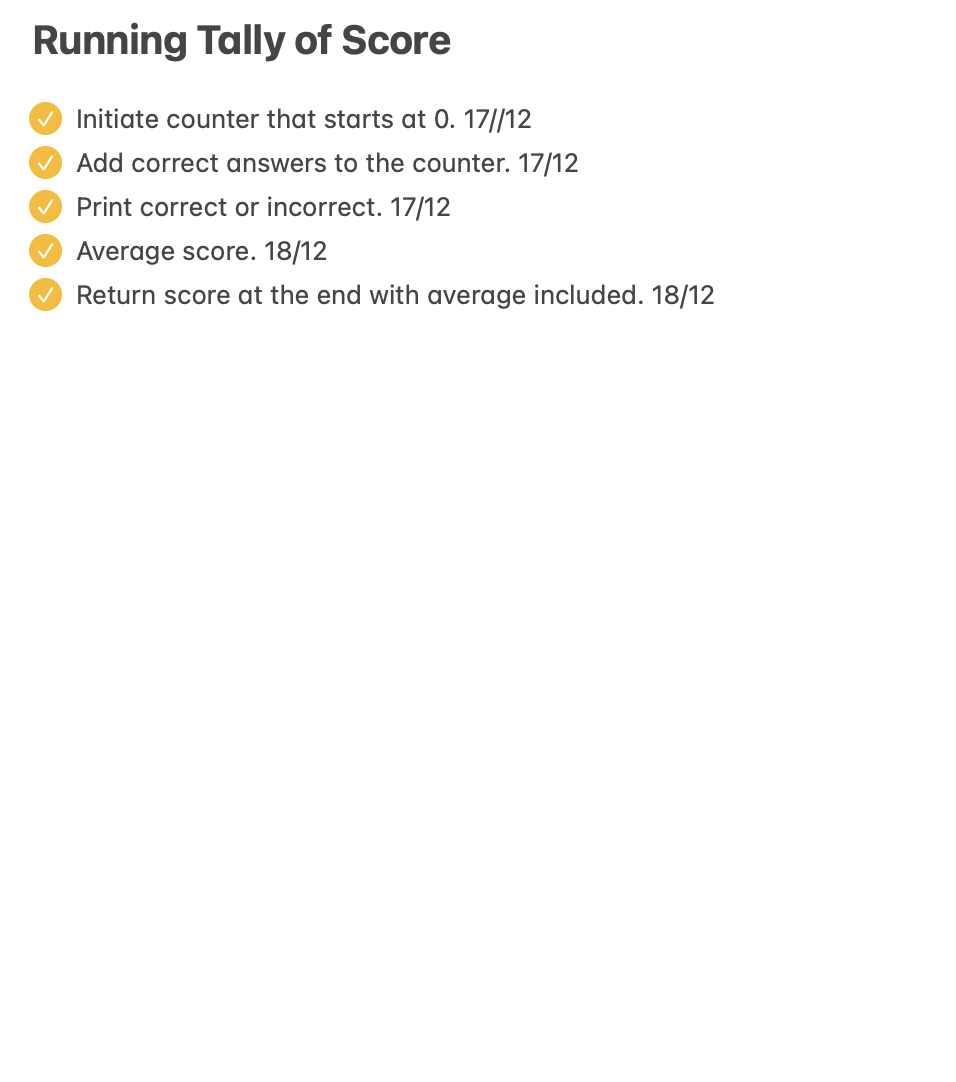 Running Tally of Score
Initiate counter that starts at 0. 17//12
Add correct answers to the counter. 17/12
Print correct or incorrect. 17/12
Average score. 18/12
Return score at the end with average included. 18/12